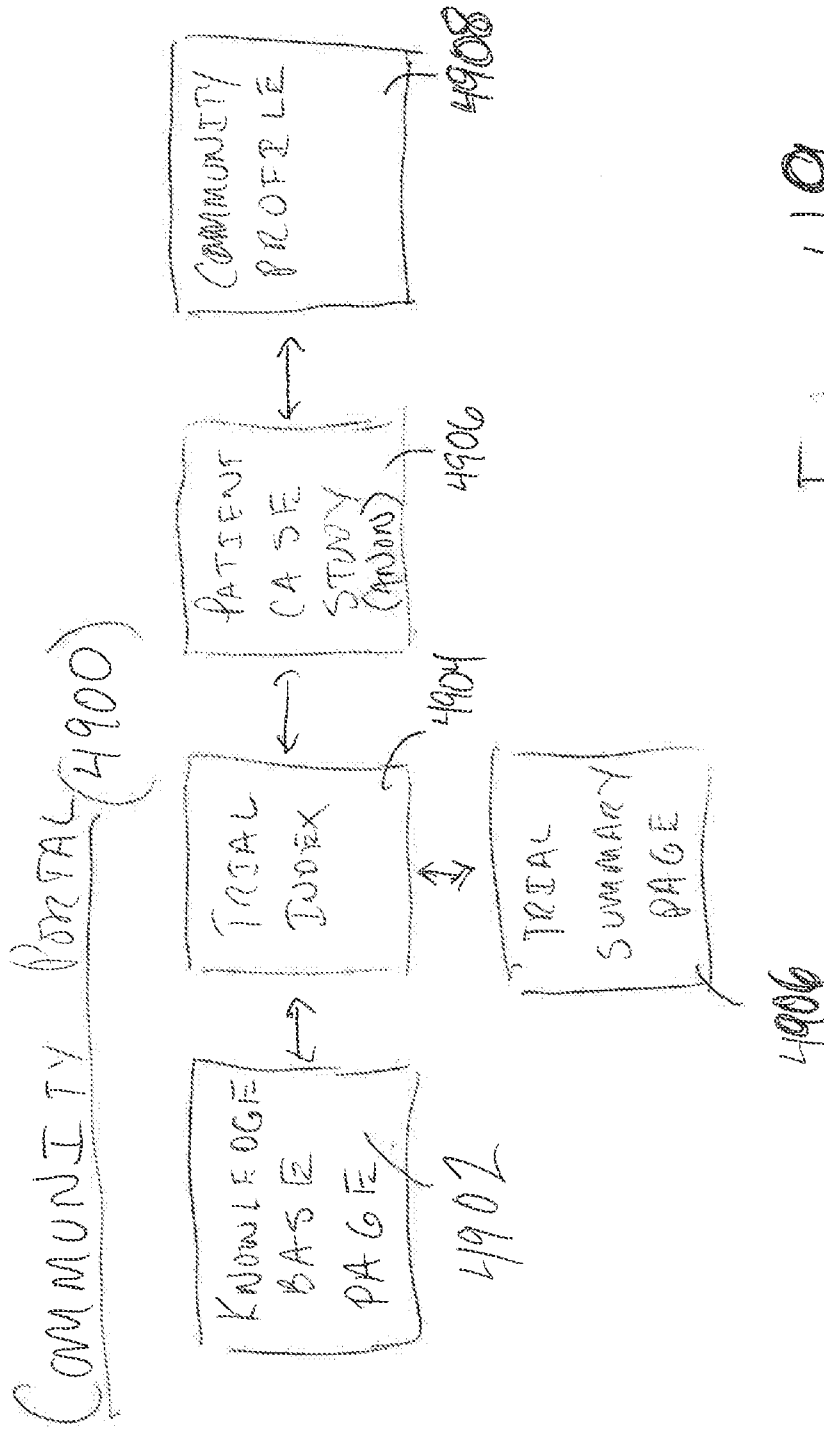 COMMUNITY PORTAL (4900)
KNOWLEDGE
BASE
PAGE
4902
TRIAL
INDEX
4904
PATIENT
CASE
STUDY
(ANON)
4906
COMMUNITY
PROFILE
4908
TRIAL
SUMMARY
PAGE
4906